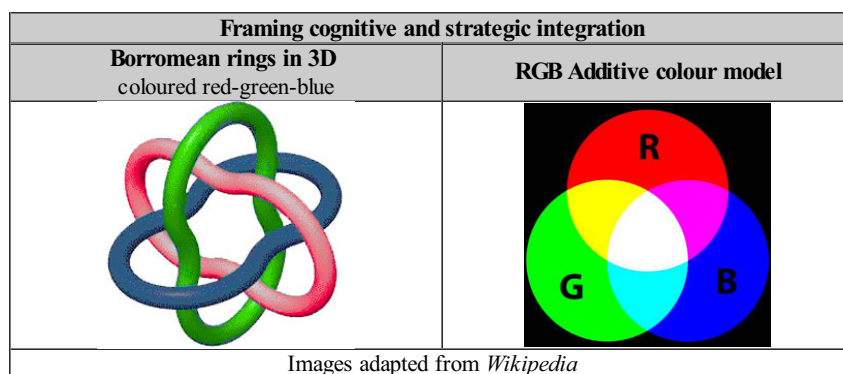 Framing cognitive and strategic integration
Borromean rings in 3D
coloured red-green-blue
RGB Additive colour model
R
G
B
Images adapted from Wikipedia